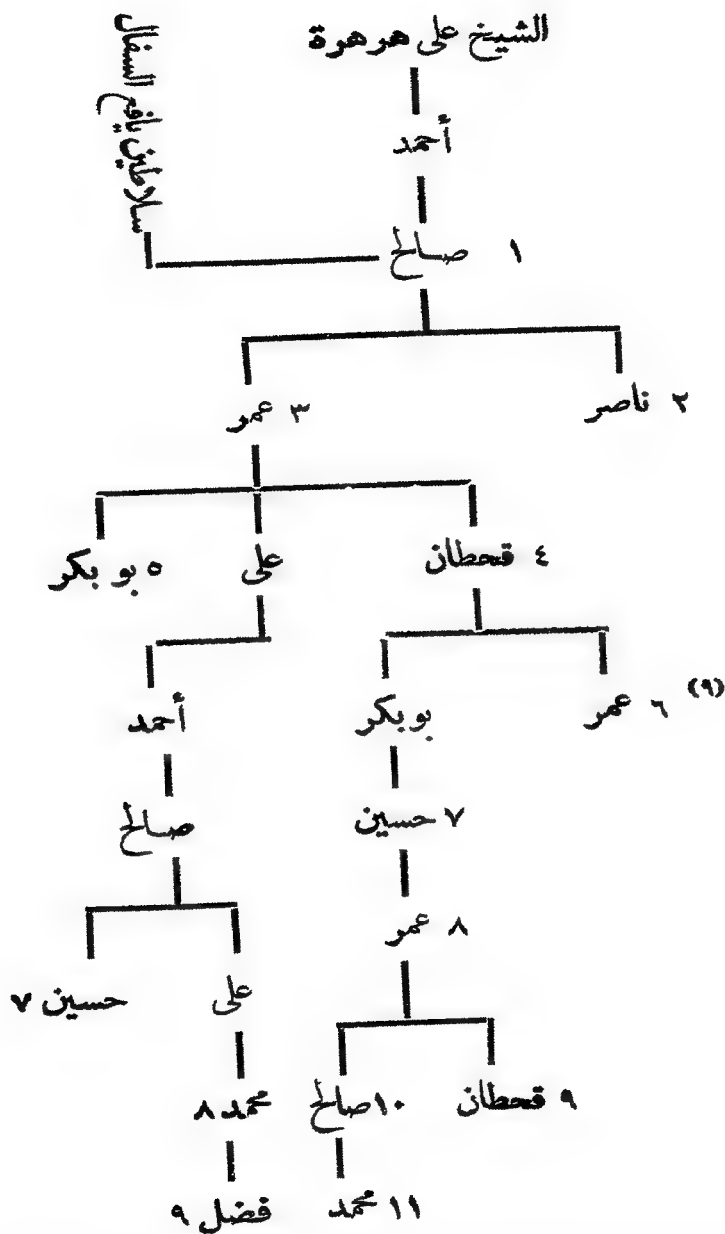 الشيخ على هرهرة
سلاطين يافع السفال
أحمد
١ صالح
٢ ناصر
٣ عمر
٤ قحطان
على
٥ بو بكر
(٩) ٦ عمر
بوبكر
أحمد
٧ حسين
صالح
٨ عمر
على
حسين ٧
٩ قحطان
١٠ صالح
محمد ٨
١١ محمد
فضل ٩